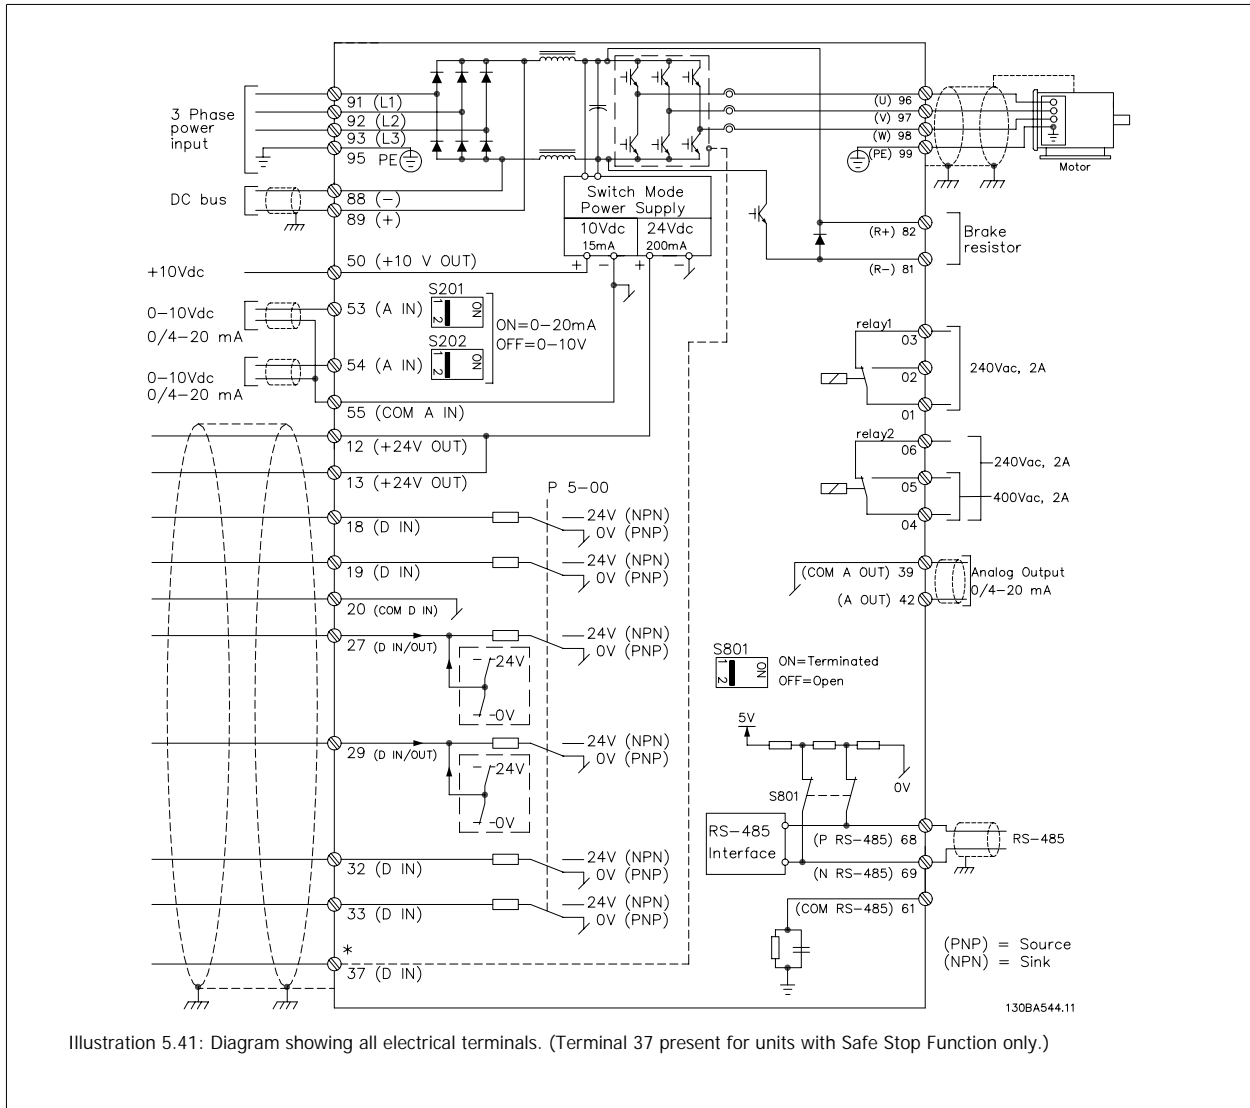 3 Phase
power
input
91 (L1)
92 (L2)
93 (L3)
95 PE
DC bus
88 (-)
89 (+)
+10Vdc
50 (+10 V OUT)
0-10Vdc
0/4-20 mA
53 (A IN)
S201
1 2
ON
ON=0-20mA
OFF=0-10V
S202
1 2
ON
0-10Vdc
0/4-20 mA
54 (A IN)
55 (COM A IN)
12 (+24V OUT)
13 (+24V OUT)
P 5-00
18 (D IN)
24V (NPN)
0V (PNP)
19 (D IN)
24V (NPN)
0V (PNP)
20 (COM D IN)
27 (D IN/OUT)
24V (NPN)
0V (PNP)
24V
0V
29 (D IN/OUT)
24V (NPN)
0V (PNP)
24V
0V
32 (D IN)
24V (NPN)
0V (PNP)
33 (D IN)
24V (NPN)
0V (PNP)
*
37 (D IN)
Switch Mode
Power Supply
10Vdc
15mA
24Vdc
200mA
+ - + -
(U) 96
(V) 97
(W) 98
(PE) 99
Motor
(R+) 82
(R-) 81
Brake
resistor
relay1
03
02
01
240Vac, 2A
relay2
06
05
04
240Vac, 2A
400Vac, 2A
(COM A OUT) 39
(A OUT) 42
Analog Output
0/4-20 mA
S801
1 2
ON
ON=Terminated
OFF=Open
5V
S801
0V
RS-485
Interface
(P RS-485) 68
(N RS-485) 69
(COM RS-485) 61
RS-485
(PNP) = Source
(NPN) = Sink
130BA544.11
Illustration 5.41: Diagram showing all electrical terminals. (Terminal 37 present for units with Safe Stop Function only.)